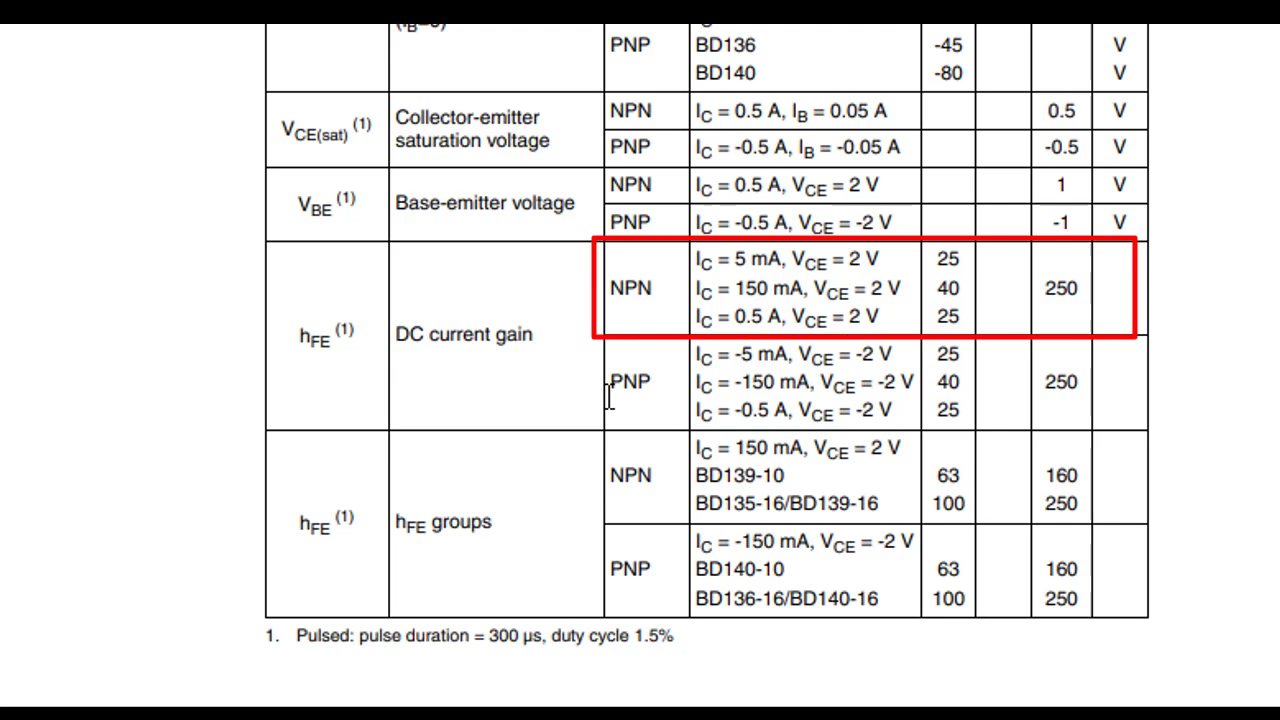 (IB=0)
PNP
BD136 -45 V
BD140 -80 V
VCE(sat) (1) Collector-emitter saturation voltage
NPN IC = 0.5 A, IB = 0.05 A 0.5 V
PNP IC = -0.5 A, IB = -0.05 A -0.5 V
VBE (1) Base-emitter voltage
NPN IC = 0.5 A, VCE = 2 V 1 V
PNP IC = -0.5 A, VCE = -2 V -1 V
hFE (1) DC current gain
NPN
IC = 5 mA, VCE = 2 V 25
IC = 150 mA, VCE = 2 V 40 250
IC = 0.5 A, VCE = 2 V 25
PNP
IC = -5 mA, VCE = -2 V 25
IC = -150 mA, VCE = -2 V 40 250
IC = -0.5 A, VCE = -2 V 25
hFE (1) hFE groups
NPN
IC = 150 mA, VCE = 2 V
BD139-10 63 160
BD135-16/BD139-16 100 250
PNP
IC = -150 mA, VCE = -2 V
BD140-10 63 160
BD136-16/BD140-16 100 250
1. Pulsed: pulse duration = 300 µs, duty cycle 1.5%